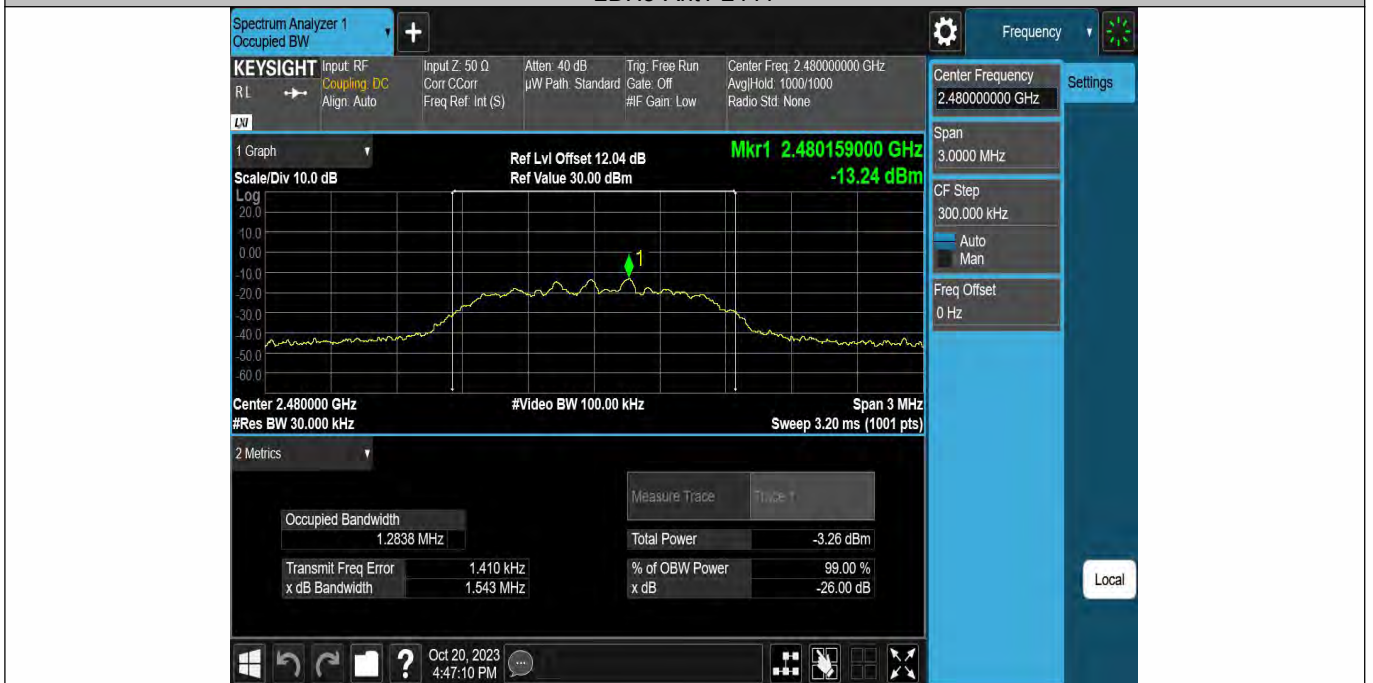 Spectrum Analyzer 1
Occupied BW
+
Frequency
KEYSIGHT
RL
LXI
Input: RF
Coupling: DC
Align: Auto
Input Z: 50 Ω
Corr CCorr
Freq Ref: Int (S)
Atten: 40 dB
µW Path: Standard
Trig: Free Run
Gate: Off
#IF Gain: Low
Center Freq: 2.480000000 GHz
Avg|Hold: 1000/1000
Radio Std: None
Center Frequency
2.480000000 GHz
Settings
Span
3.0000 MHz
CF Step
300.000 kHz
Auto
Man
Freq Offset
0 Hz
Local
1 Graph
Scale/Div 10.0 dB
Ref Lvl Offset 12.04 dB
Ref Value 30.00 dBm
Mkr1 2.480159000 GHz
-13.24 dBm
Log
20.0
10.0
0.00
-10.0
-20.0
-30.0
-40.0
-50.0
-60.0
1
Center 2.480000 GHz
#Res BW 30.000 kHz
#Video BW 100.00 kHz
Span 3 MHz
Sweep 3.20 ms (1001 pts)
2 Metrics
Measure Trace
Trace 1
Occupied Bandwidth
1.2838 MHz
Total Power -3.26 dBm
Transmit Freq Error 1.410 kHz
% of OBW Power 99.00 %
x dB Bandwidth 1.543 MHz
x dB -26.00 dB
?
Oct 20, 2023
4:47:10 PM